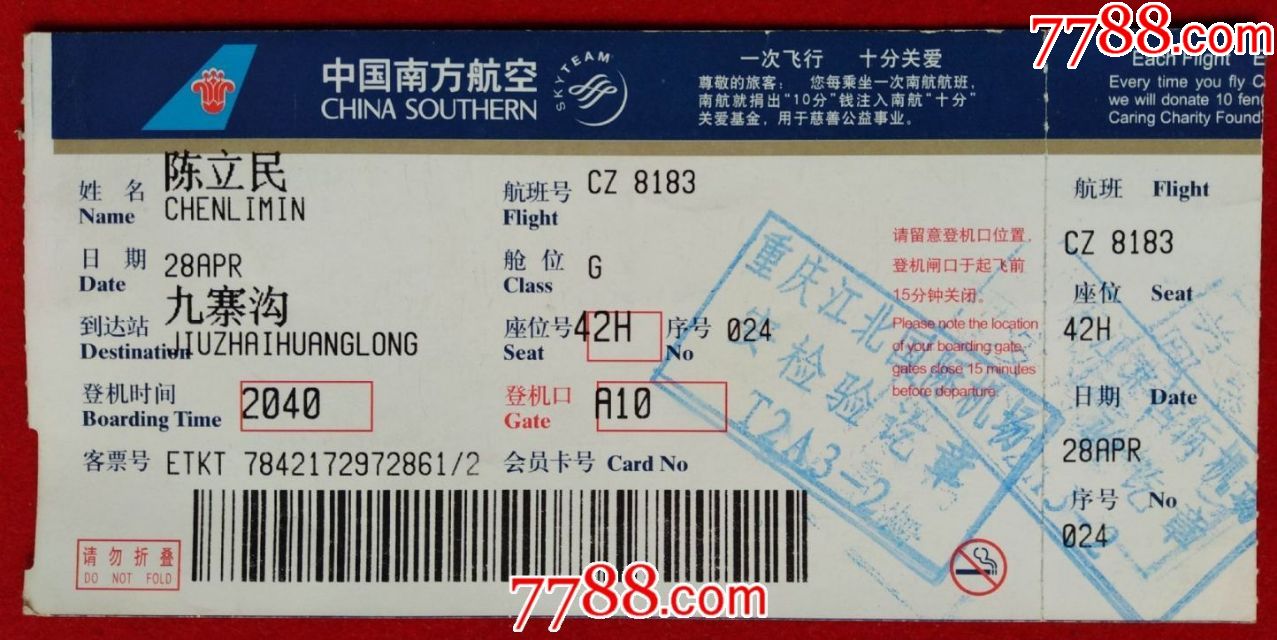 7788.com
中国南方航空
CHINA SOUTHERN
SKYTEAM
一次飞行 十分关爱
尊敬的旅客: 您每乘坐一次南航航班,
南航就捐出"10分"钱注入南航"十分"
关爱基金,用于慈善公益事业。
Each Flight
Every time you fly
we will donate 10 fen
Caring Charity Found
姓 名 陈立民
Name CHENLIMIN
航班号 CZ 8183
Flight
日 期 28APR
Date
舱 位 G
Class
九寨沟
到达站
Destination JIUZHAIHUANGLONG
座位号 42H 序号 024
Seat No
登机时间 2040
Boarding Time
登机口 A10
Gate
客票号 ETKT 7842172972861/2 会员卡号 Card No
请留意登机口位置,
登机闸口于起飞前
15分钟关闭。
Please note the location
of your boarding gate,
gates close 15 minutes
before departure.
重庆江北国际机场
安检验讫章
T2A3-2
请勿折叠
DO NOT FOLD
航班 Flight
CZ 8183
座位 Seat
42H
日期 Date
28APR
序号 No
024
7788.com